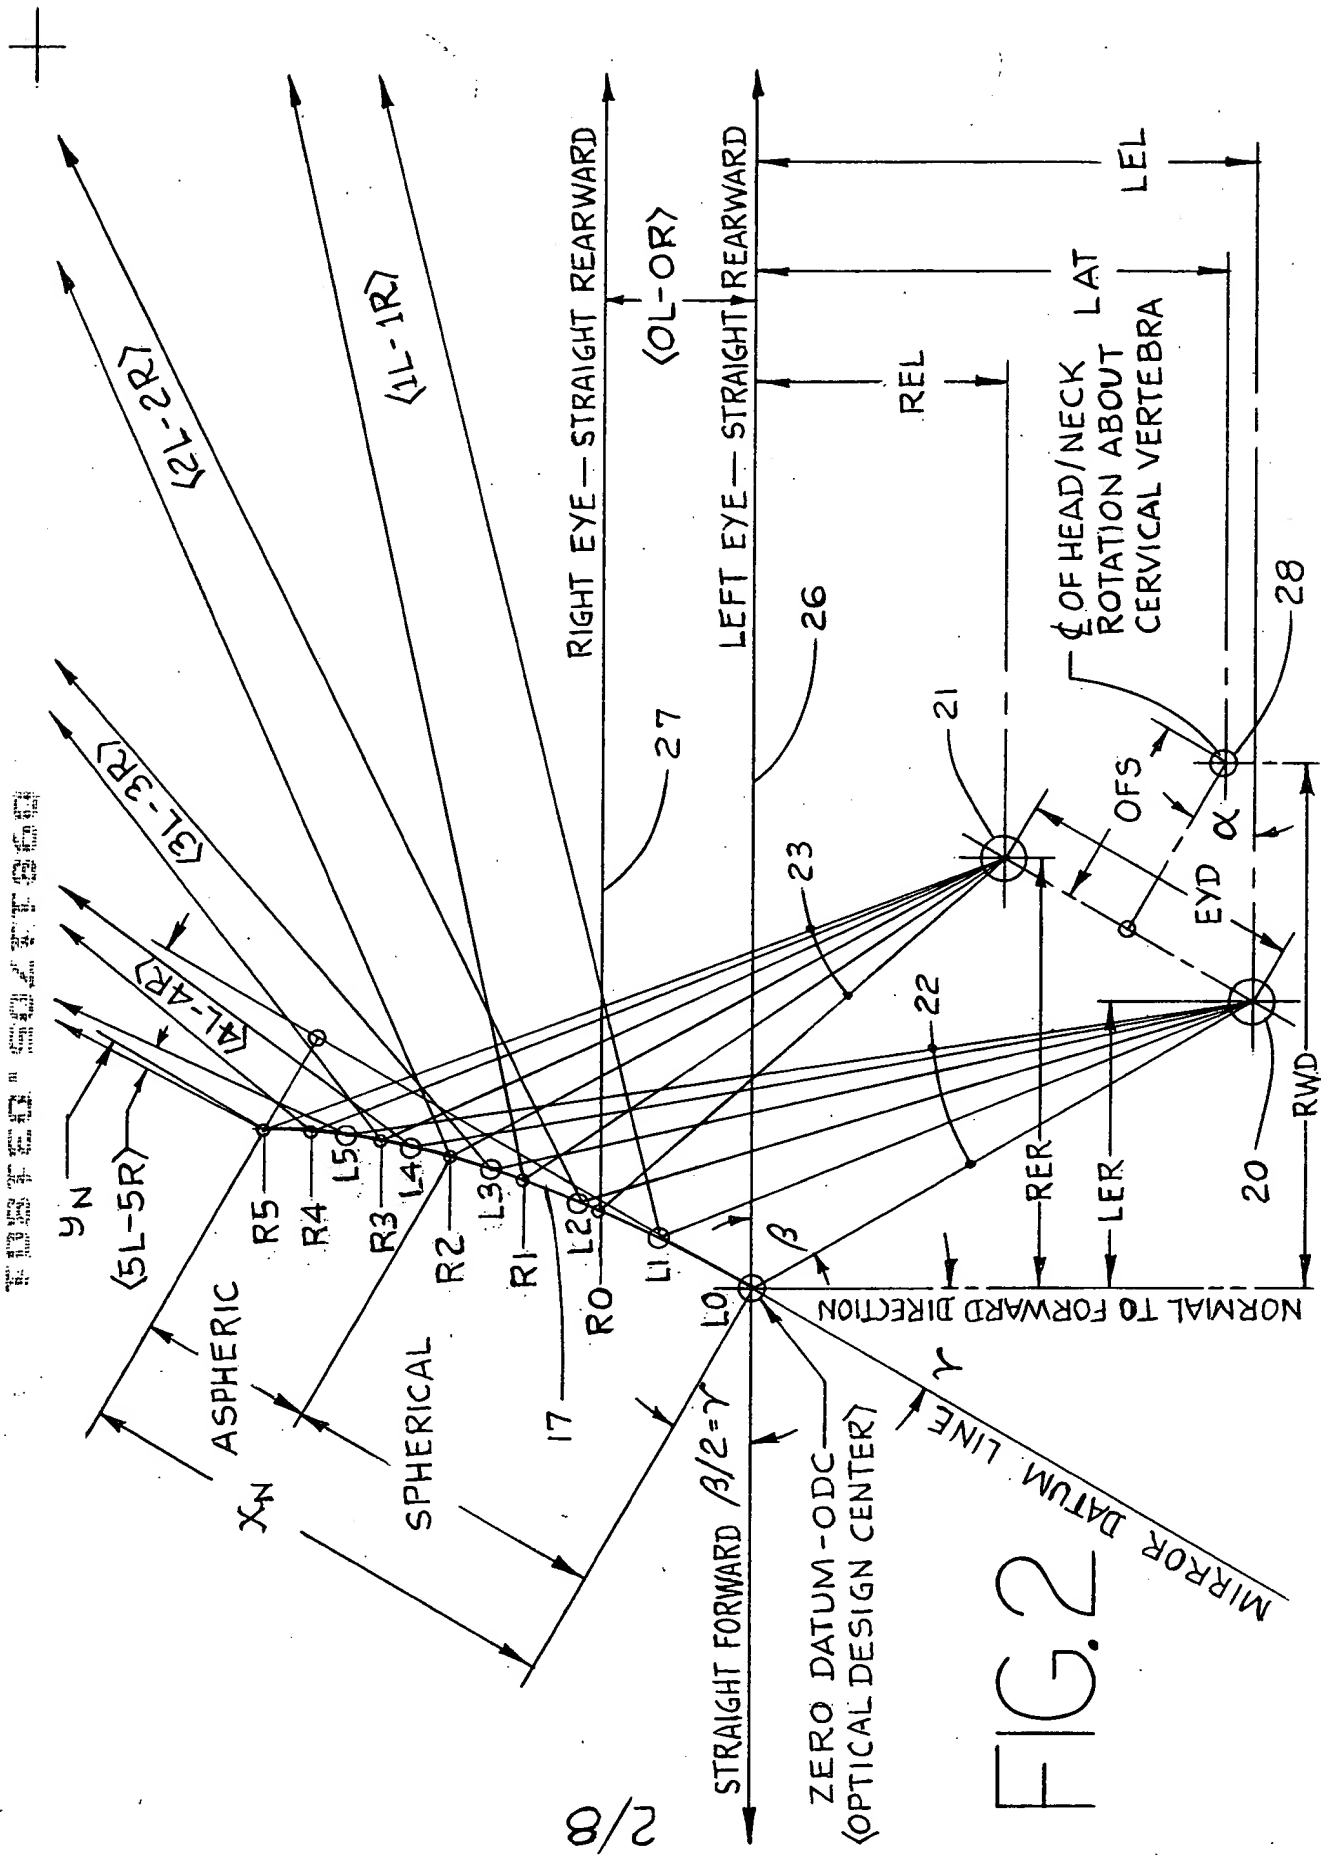 2/8
yN
(5L-5R)
(4L-4R)
(3L-3R)
(2L-2R)
(1L-1R)
ASPHERIC
XN
SPHERICAL
R5
R4
L5
R3
L4
R2
L3
R1
L2
R0
L1
L0
17
RIGHT EYE—STRAIGHT REARWARD
(0L-0R)
27
STRAIGHT FORWARD
β/2=γ
LEFT EYE—STRAIGHT REARWARD
26
ZERO DATUM-ODC
(OPTICAL DESIGN CENTER)
β
γ
NORMAL TO FORWARD DIRECTION
MIRROR DATUM LINE
22
23
21
20
REL
LEL
LAT
℄ OF HEAD/NECK
ROTATION ABOUT
CERVICAL VERTEBRA
28
OFS
EYD
α
RER
LER
RWD
FIG. 2